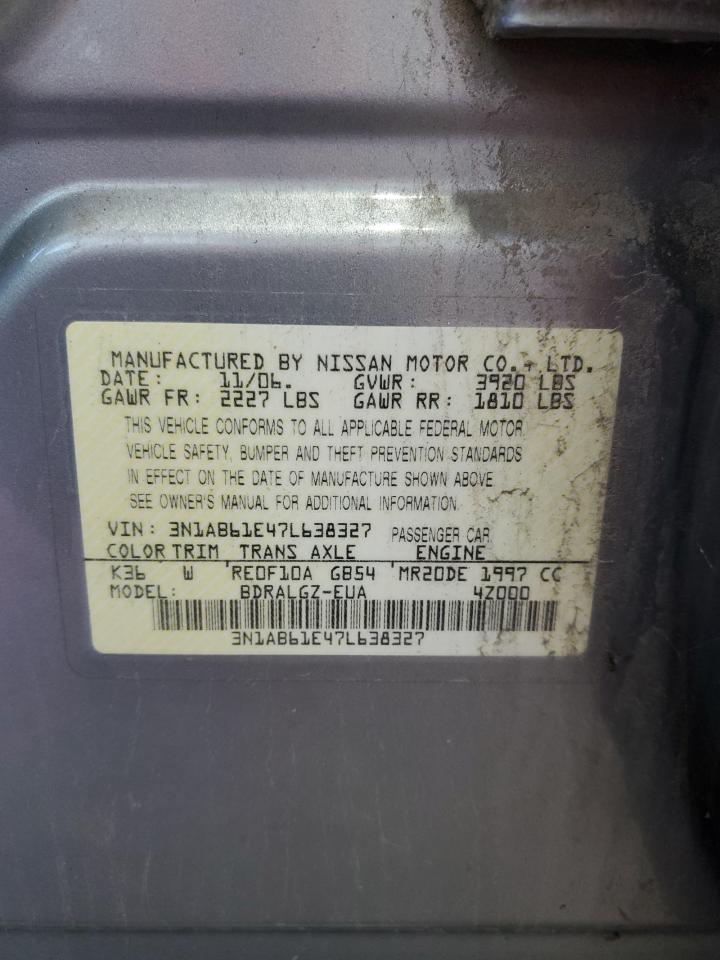 MANUFACTURED BY NISSAN MOTOR CO., LTD.
DATE: 11/06. GVWR: 3920 LBS
GAWR FR: 2227 LBS GAWR RR: 1810 LBS
THIS VEHICLE CONFORMS TO ALL APPLICABLE FEDERAL MOTOR
VEHICLE SAFETY, BUMPER AND THEFT PREVENTION STANDARDS
IN EFFECT ON THE DATE OF MANUFACTURE SHOWN ABOVE
SEE OWNER'S MANUAL FOR ADDITIONAL INFORMATION.
VIN: 3N1AB61E47L638327 PASSENGER CAR
COLOR TRIM TRANS AXLE ENGINE
K36 W RE0F10A GB54 MR20DE 1997 CC
MODEL: BDRALGZ-EUA 4Z000
3N1AB61E47L638327